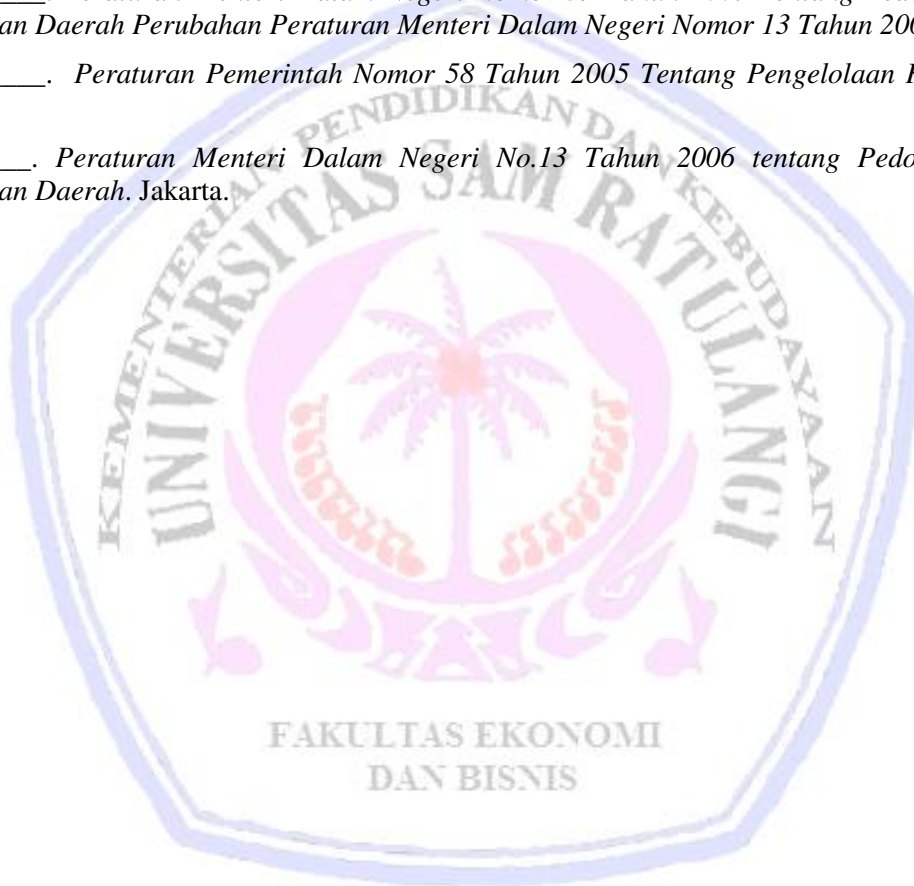 an Daerah Perubahan Peraturan Menteri Dalam Negeri Nomor 13 Tahun 200
____. Peraturan Pemerintah Nomor 58 Tahun 2005 Tentang Pengelolaan
___. Peraturan Menteri Dalam Negeri No.13 Tahun 2006 tentang Pedo
an Daerah. Jakarta.
KEMENTERIAN PENDIDIKAN DAN KEBUDAYAAN
UNIVERSITAS SAM RATULANGI
FAKULTAS EKONOMI
DAN BISNIS